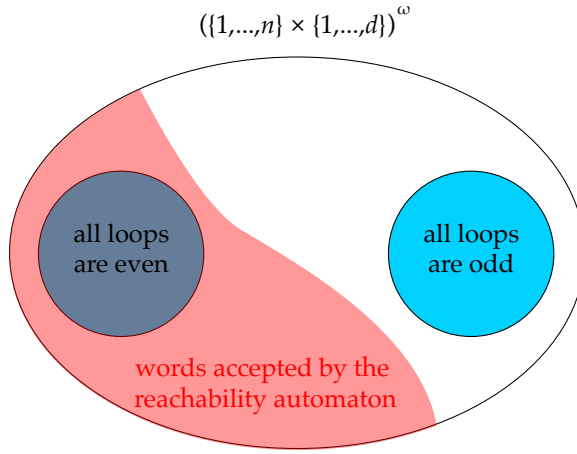 ({1,...,n} × {1,...,d})^ω
all loops
are even
all loops
are odd
words accepted by the
reachability automaton